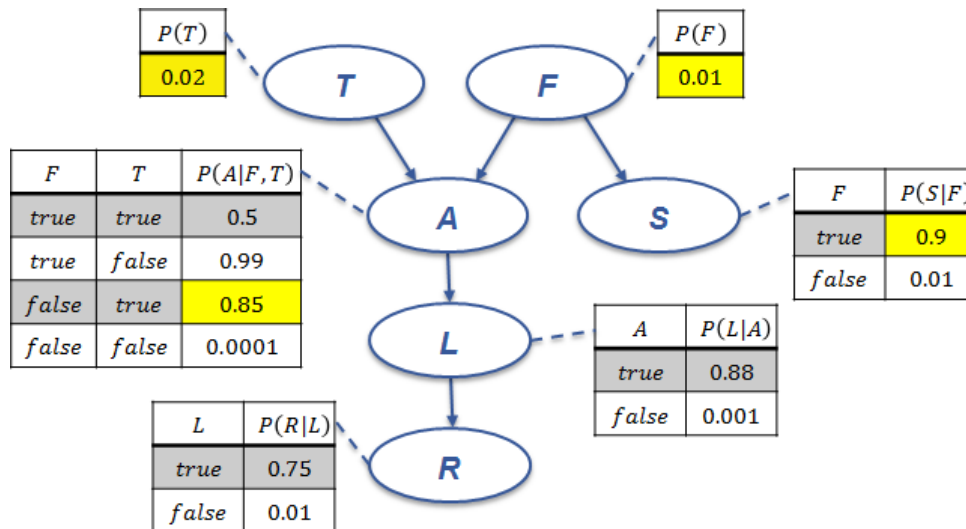 P(T)
0.02
T
F
P(F)
0.01
F T P(A|F,T)
true true 0.5
true false 0.99
false true 0.85
false false 0.0001
A
S
F P(S|F)
true 0.9
false 0.01
L
A P(L|A)
true 0.88
false 0.001
L P(R|L)
true 0.75
false 0.01
R